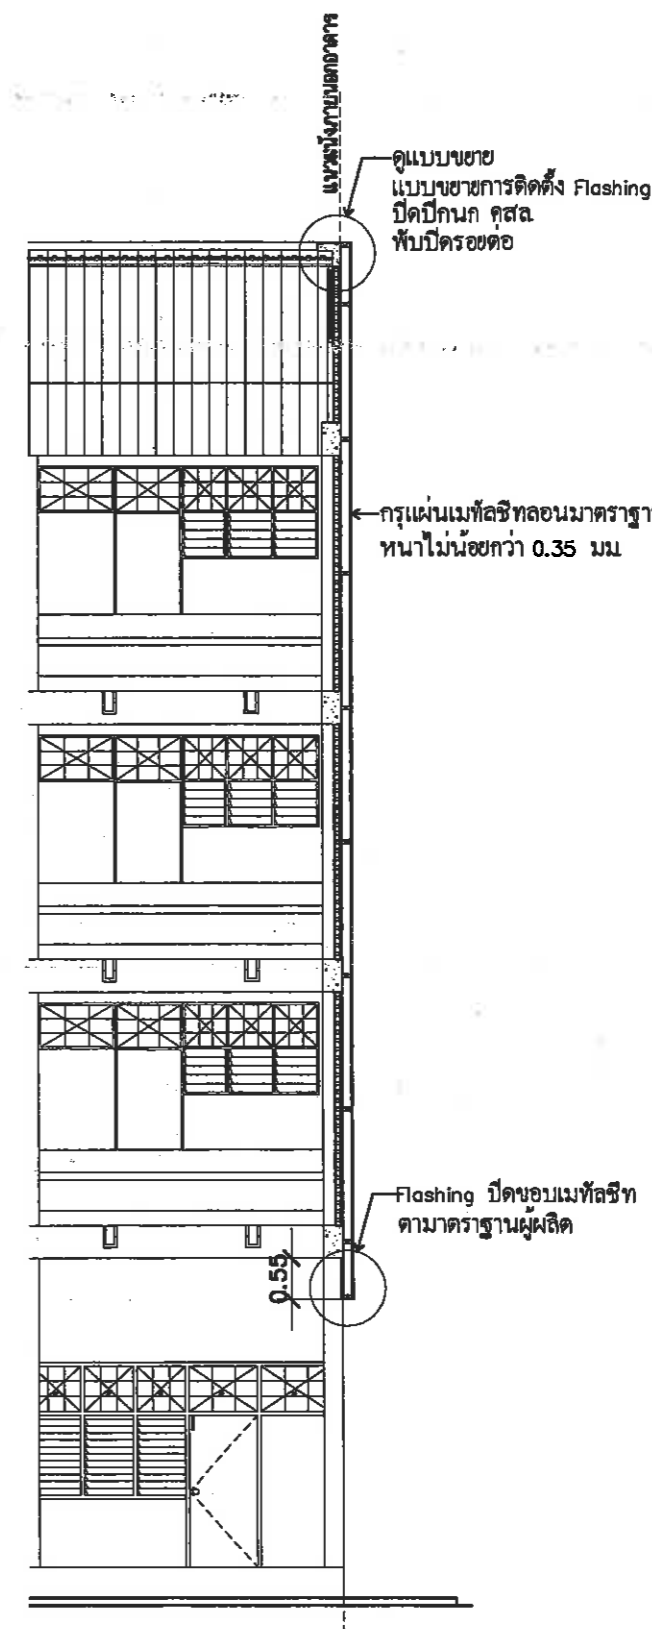 แนวผนังภายนอกอาคาร
ดูแบบขยาย
แบบขยายการติดตั้ง Flashing
ปิดปีกนก คสล.
พับปิดรอยต่อ
กรุแผ่นเมทัลชีทลอนมาตราฐา
หนาไม่น้อยกว่า 0.35 มม.
Flashing ปิดขอบเมทัลชีท
ตามาตราฐานผู้ผลิต
0.55